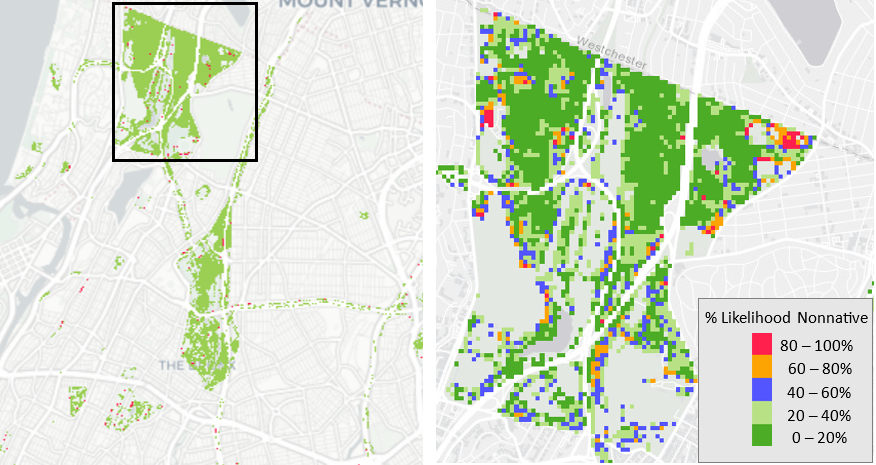 MOUNT VERNO
THE BRONX
Westchester
% Likelihood Nonnative
80 – 100%
60 – 80%
40 – 60%
20 – 40%
0 – 20%